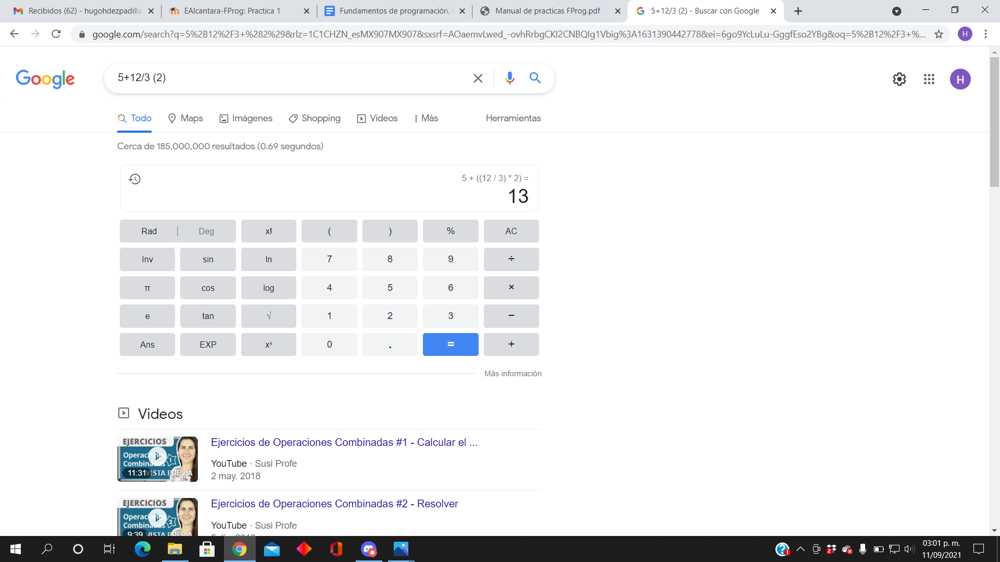 Recibidos (62) - hugohdezpadilla
EAlcantara-FProg: Practica 1
Fundamentos de programación,
Manual de practicas FProg.pdf
5+12/3 (2) - Buscar con Google
google.com/search?q=5%2B12%2F3+%282%29&rlz=1C1CHZN_esMX907MX907&sxsrf=AOaemvLwed_-ovhRrbgCKI2CNBQIg1Vbig%3A1631390442778&ei=6go9YcLuLu-GggfEso2YBg&oq=5%2B12%2F3+%...
H
Google
5+12/3 (2)
H
Todo
Maps
Imágenes
Shopping
Vídeos
Más
Herramientas
Cerca de 185,000,000 resultados (0.69 segundos)
5 + ((12 / 3) * 2) =
13
Rad | Deg x! ( ) % AC
Inv sin ln 7 8 9 ÷
π cos log 4 5 6 ×
e tan √ 1 2 3 −
Ans EXP xʸ 0 . = +
Más información
Videos
EJERCICIOS
Operaciones
Combinadas 1
11:31 VISTA PREVIA
Ejercicios de Operaciones Combinadas #1 - Calcular el ...
YouTube · Susi Profe
2 may. 2018
EJERCICIOS
Operaciones
Combinadas 2
9:39 VISTA PREVIA
Ejercicios de Operaciones Combinadas #2 - Resolver
YouTube · Susi Profe
2
03:01 p. m.
11/09/2021